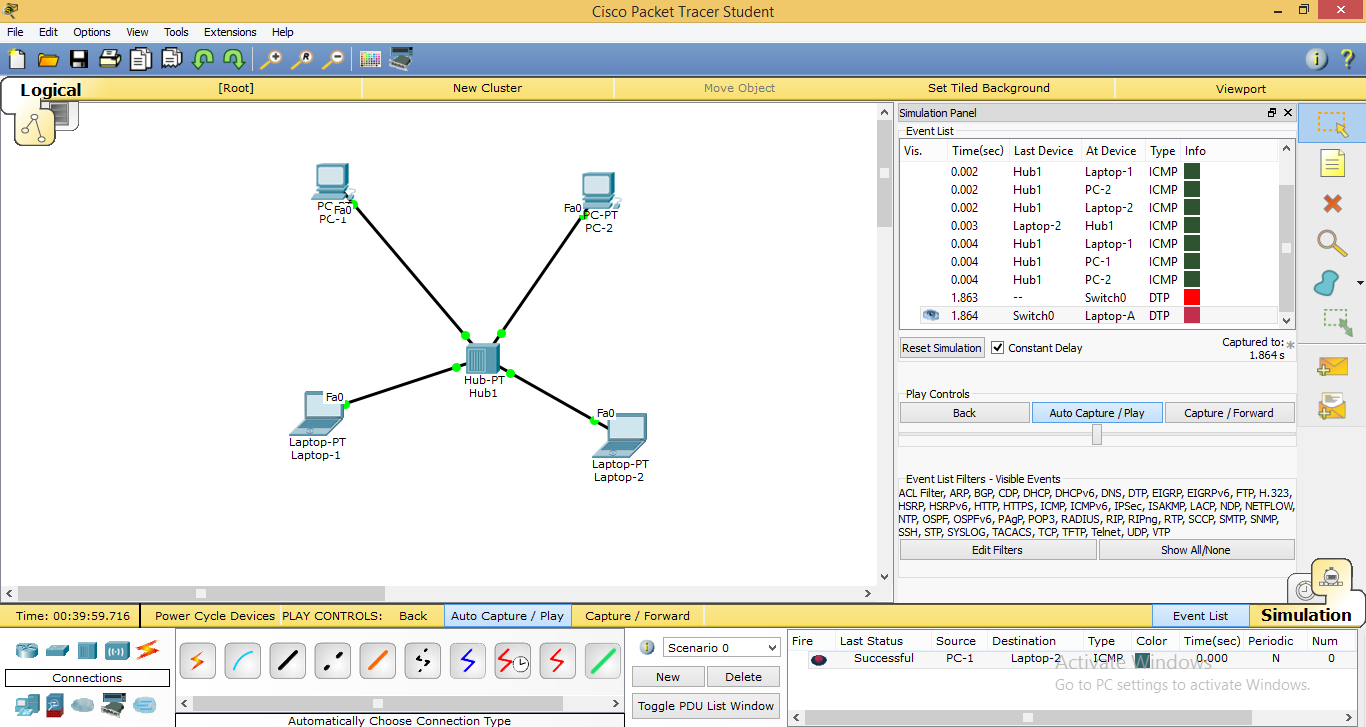 Cisco Packet Tracer Student
File Edit Options View Tools Extensions Help
Logical [Root] New Cluster Move Object Set Tiled Background Viewport
PC-PT
Fa0
PC-1
Fa0
PC-PT
PC-2
Hub-PT
Hub1
Fa0
Laptop-PT
Laptop-1
Fa0
Laptop-PT
Laptop-2
Simulation Panel
Event List
Vis. Time(sec) Last Device At Device Type Info
0.002 Hub1 Laptop-1 ICMP
0.002 Hub1 PC-2 ICMP
0.002 Hub1 Laptop-2 ICMP
0.003 Laptop-2 Hub1 ICMP
0.004 Hub1 Laptop-1 ICMP
0.004 Hub1 PC-1 ICMP
0.004 Hub1 PC-2 ICMP
1.863 -- Switch0 DTP
1.864 Switch0 Laptop-A DTP
Reset Simulation Constant Delay Captured to: *
1.864 s
Play Controls
Back Auto Capture / Play Capture / Forward
Event List Filters - Visible Events
ACL Filter, ARP, BGP, CDP, DHCP, DHCPv6, DNS, DTP, EIGRP, EIGRPv6, FTP, H.323,
HSRP, HSRPv6, HTTP, HTTPS, ICMP, ICMPv6, IPSec, ISAKMP, LACP, NDP, NETFLOW,
NTP, OSPF, OSPFv6, PAgP, POP3, RADIUS, RIP, RIPng, RTP, SCCP, SMTP, SNMP,
SSH, STP, SYSLOG, TACACS, TCP, TFTP, Telnet, UDP, VTP
Edit Filters Show All/None
Time: 00:39:59.716 Power Cycle Devices PLAY CONTROLS: Back Auto Capture / Play Capture / Forward Event List Simulation
Connections
Automatically Choose Connection Type
Scenario 0
New Delete
Toggle PDU List Window
Fire Last Status Source Destination Type Color Time(sec) Periodic Num
Successful PC-1 Laptop-2 ICMP 0.000 N 0
Activate Windows
Go to PC settings to activate Windows.